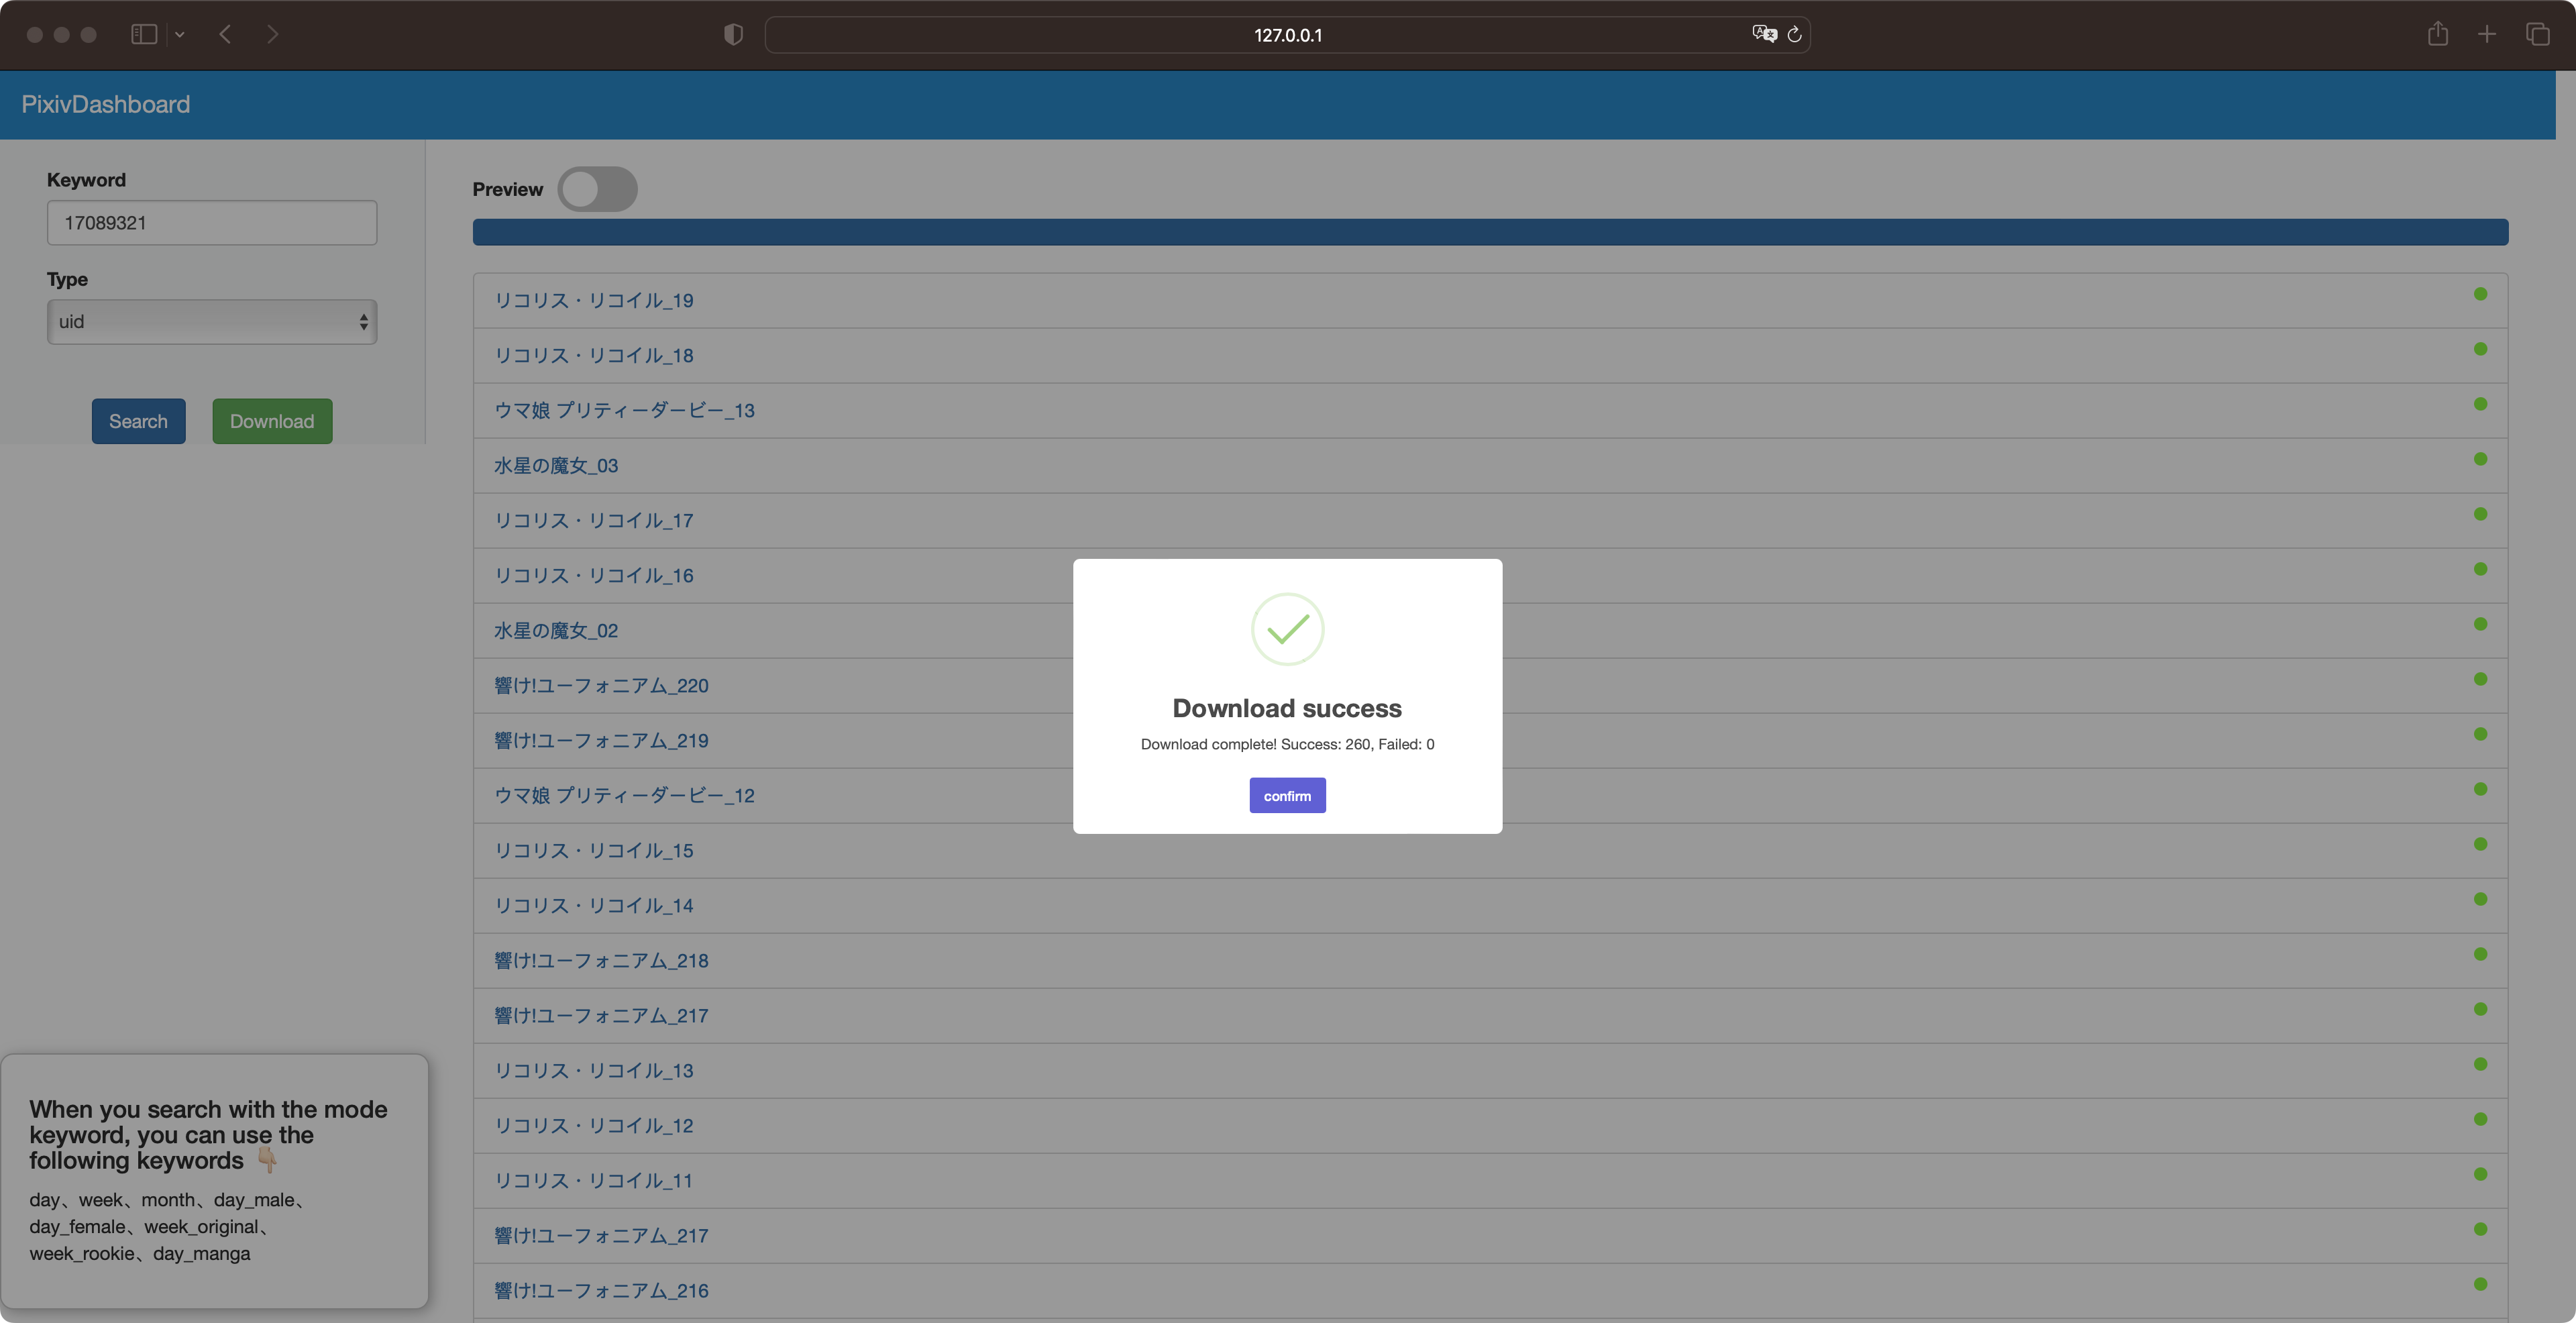 127.0.0.1
PixivDashboard
Keyword
17089321
Type
uid
Search
Download
Preview
リコリス・リコイル_19
リコリス・リコイル_18
ウマ娘 プリティーダービー_13
水星の魔女_03
リコリス・リコイル_17
リコリス・リコイル_16
水星の魔女_02
響け!ユーフォニアム_220
響け!ユーフォニアム_219
ウマ娘 プリティーダービー_12
リコリス・リコイル_15
リコリス・リコイル_14
響け!ユーフォニアム_218
響け!ユーフォニアム_217
リコリス・リコイル_13
リコリス・リコイル_12
リコリス・リコイル_11
響け!ユーフォニアム_217
響け!ユーフォニアム_216
Download success
Download complete! Success: 260, Failed: 0
confirm
When you search with the mode
keyword, you can use the
following keywords 👇🏼
day、week、month、day_male、
day_female、week_original、
week_rookie、day_manga